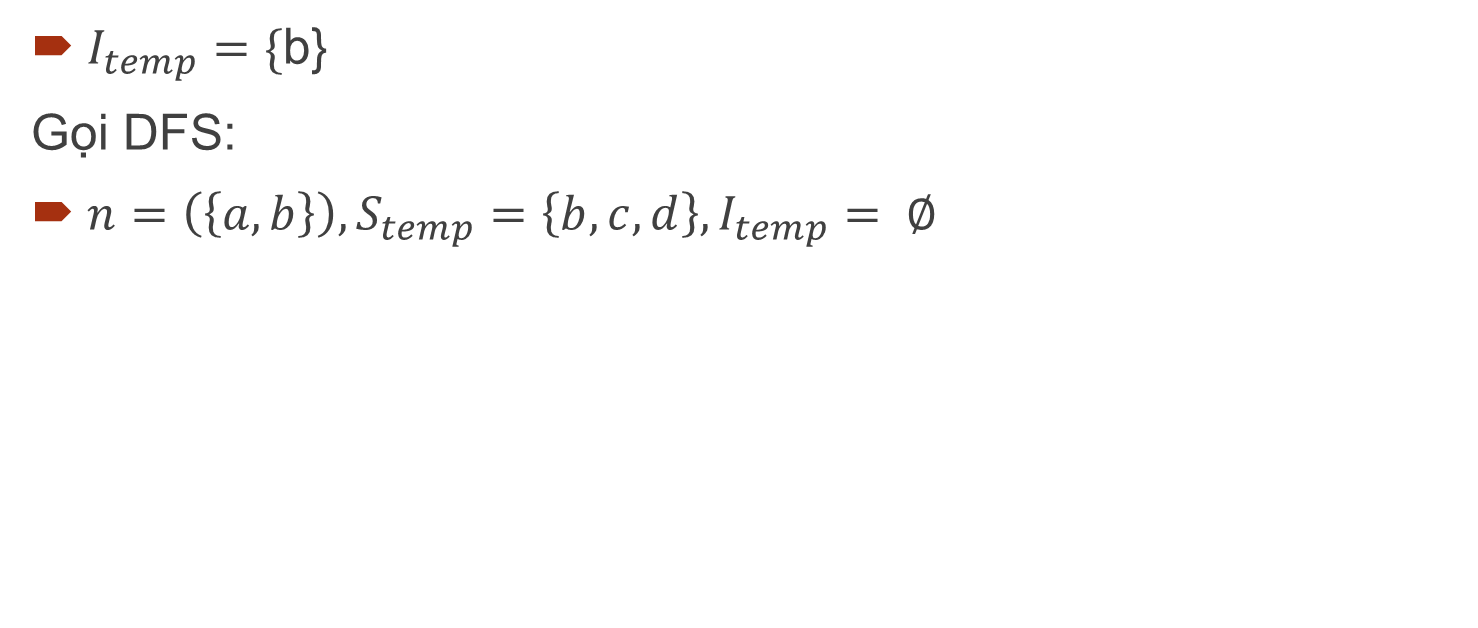 I_temp = {b}
Gọi DFS:
n = ({a, b}), S_temp = {b, c, d}, I_temp = ∅